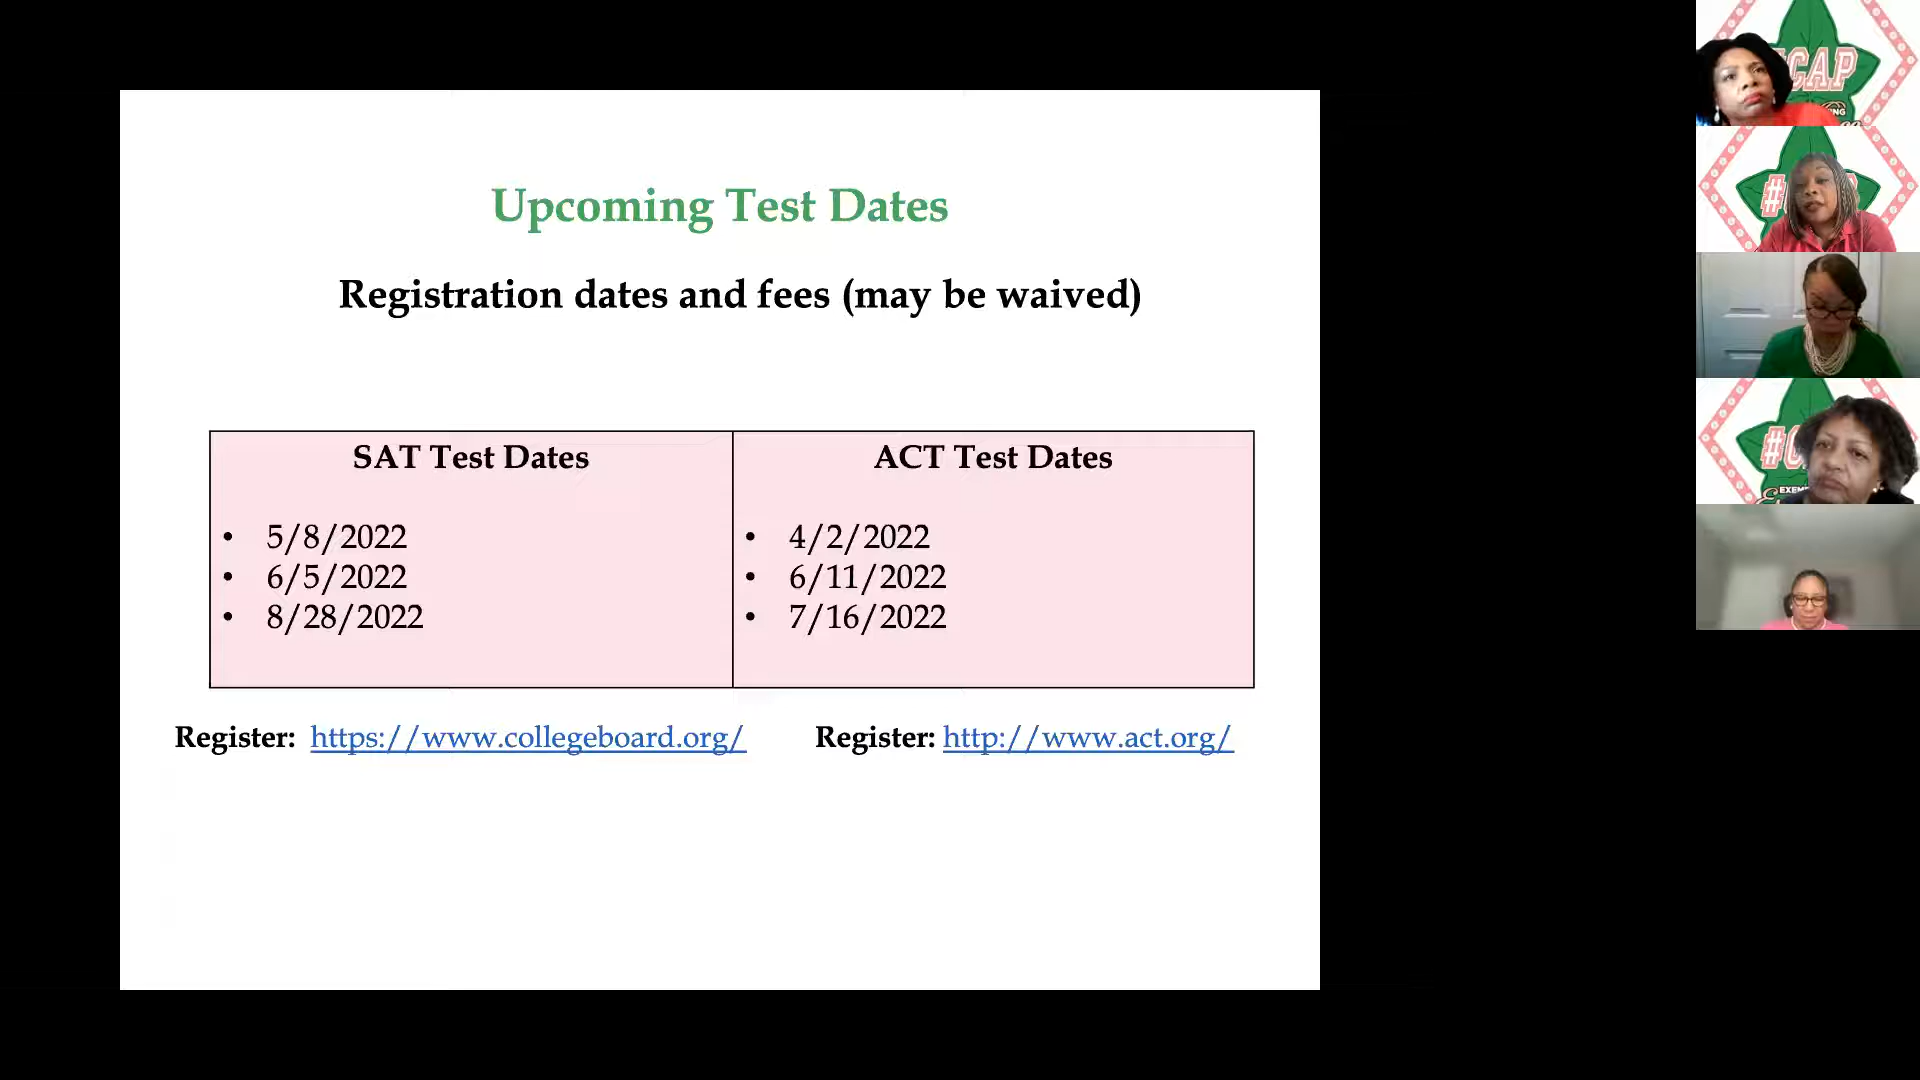 Upcoming Test Dates
Registration dates and fees (may be waived)
SAT Test Dates
• 5/8/2022
• 6/5/2022
• 8/28/2022
ACT Test Dates
• 4/2/2022
• 6/11/2022
• 7/16/2022
Register: https://www.collegeboard.org/
Register: http://www.act.org/
CAP